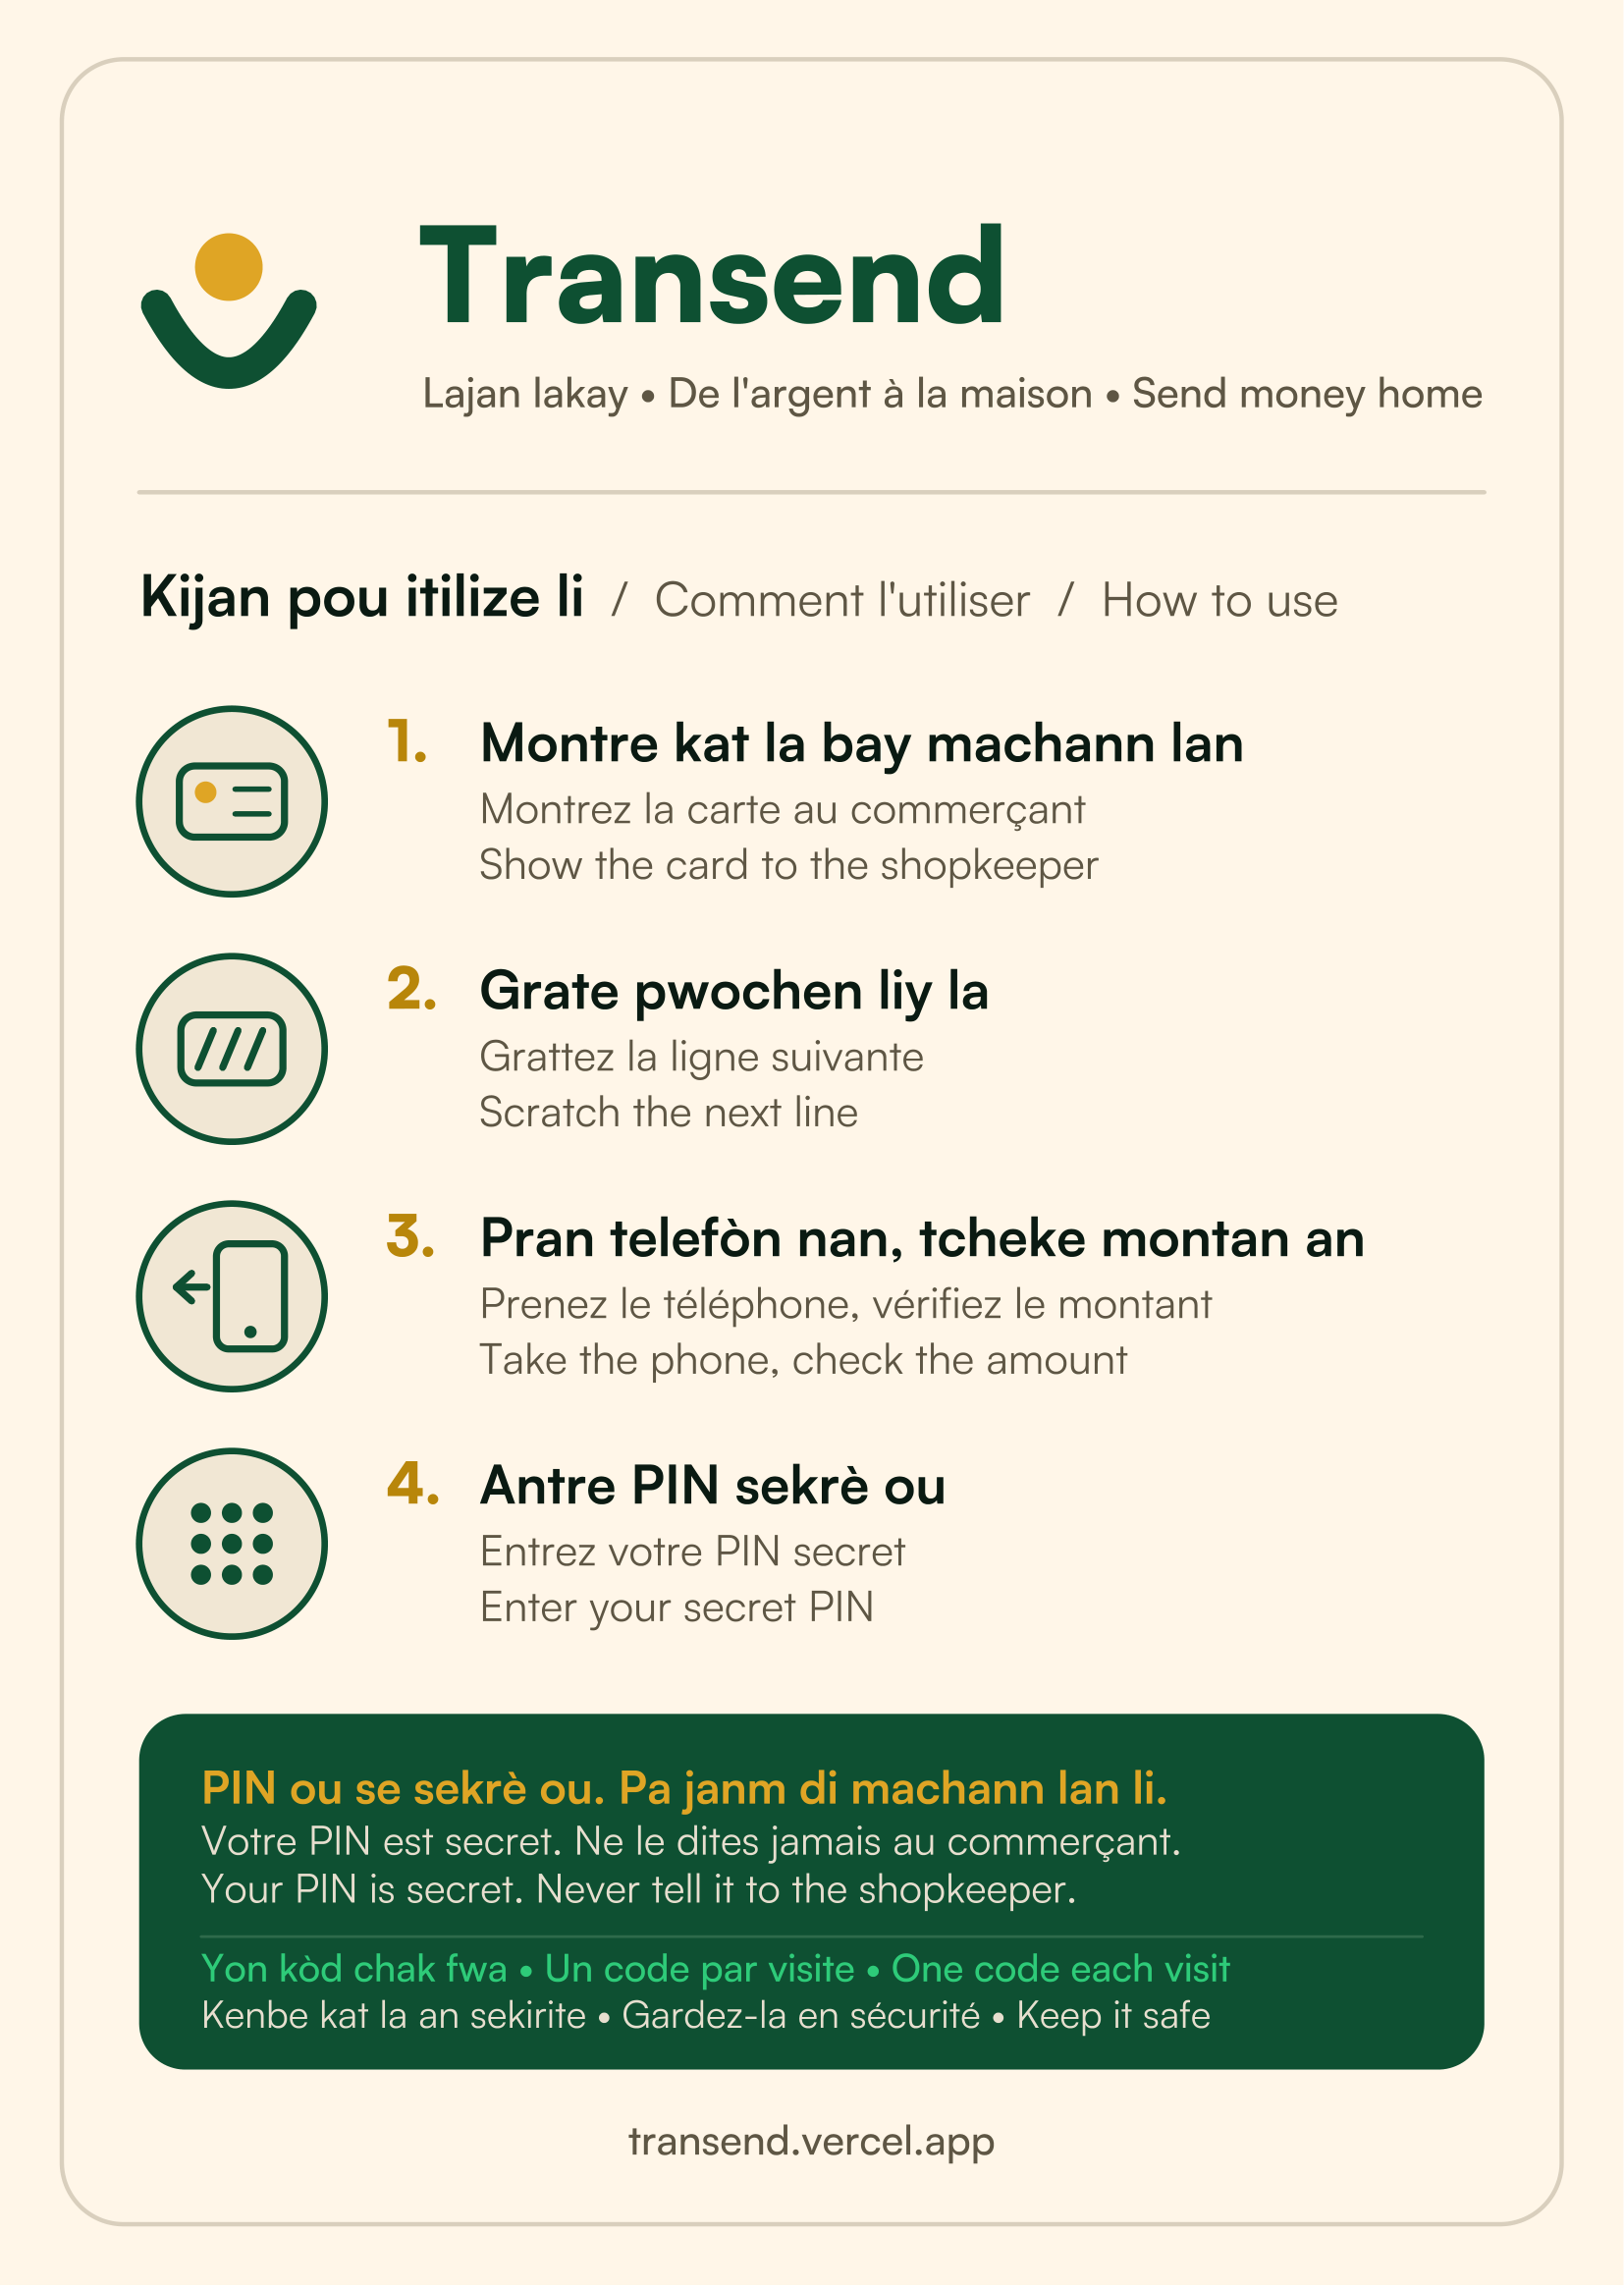 Transend
Lajan lakay • De l'argent à la maison • Send money home
Kijan pou itilize li / Comment l'utiliser / How to use
1. Montre kat la bay machann lan
Montrez la carte au commerçant
Show the card to the shopkeeper
2. Grate pwochen liy la
Grattez la ligne suivante
Scratch the next line
3. Pran telefòn nan, tcheke montan an
Prenez le téléphone, vérifiez le montant
Take the phone, check the amount
4. Antre PIN sekrè ou
Entrez votre PIN secret
Enter your secret PIN
PIN ou se sekrè ou. Pa janm di machann lan li.
Votre PIN est secret. Ne le dites jamais au commerçant.
Your PIN is secret. Never tell it to the shopkeeper.
Yon kòd chak fwa • Un code par visite • One code each visit
Kenbe kat la an sekirite • Gardez-la en sécurité • Keep it safe
transend.vercel.app